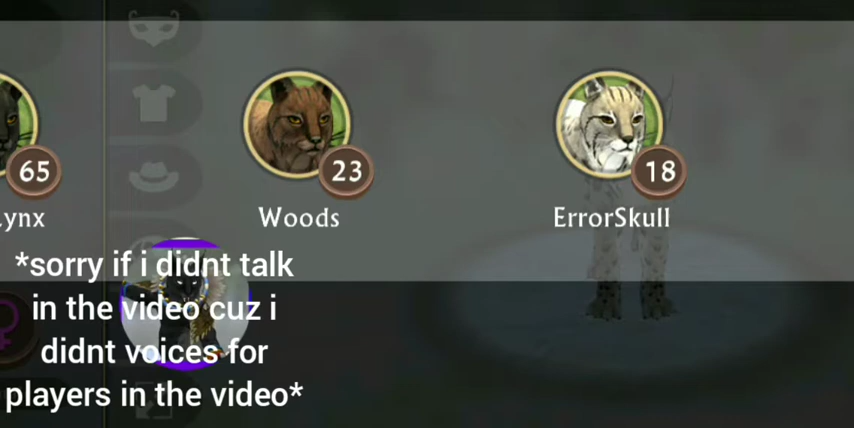 65
23
18
Woods
ErrorSkull
*sorry if i didnt talk
in the video cuz i
didnt voices for
players in the video*